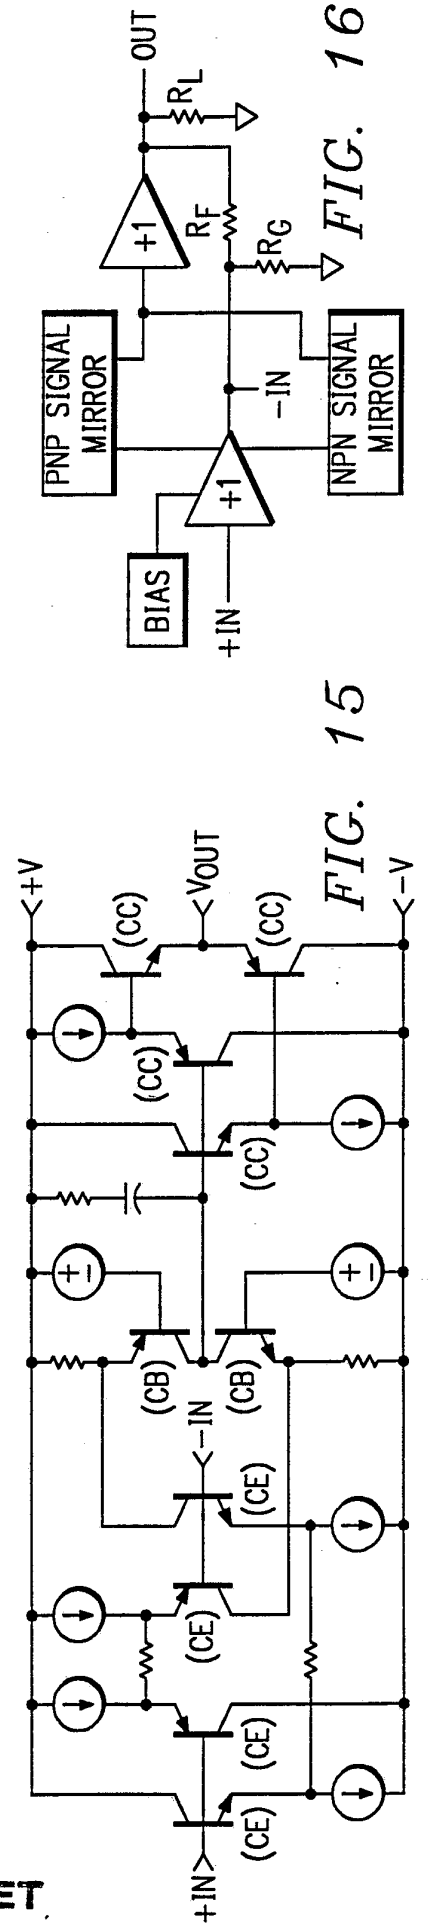 +V
(CC)
VOUT
(CC)
(CC)
(CC)
-V
+
-
+
-
(CB)
(CB)
-IN
(CE)
(CE)
(CE)
(CE)
+IN
FIG. 15
OUT
RL
+1
RF
RG
PNP SIGNAL
MIRROR
-IN
NPN SIGNAL
MIRROR
+1
BIAS
+IN
FIG. 16
ET